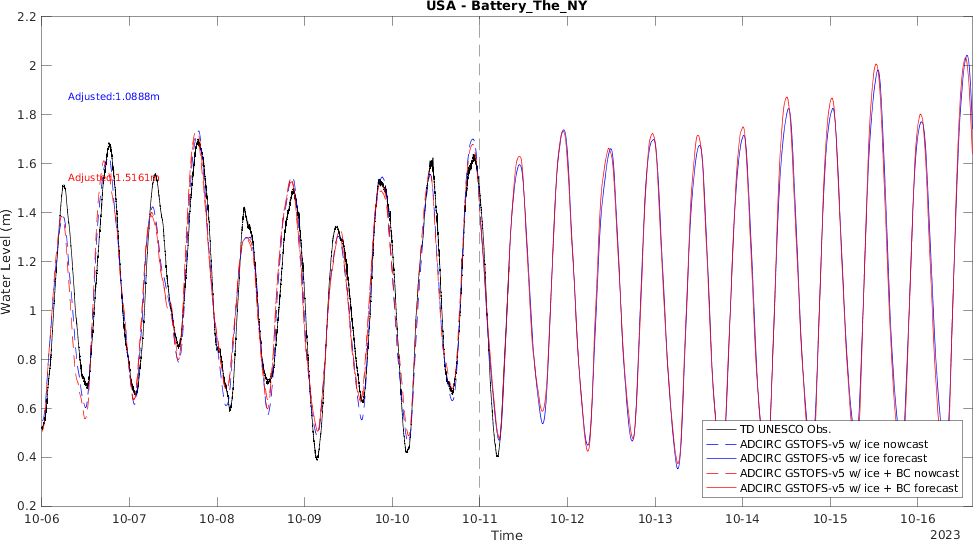 USA - Battery_The_NY
2.2
2
1.8
1.6
1.4
1.2
1
0.8
0.6
0.4
0.2
Water Level (m)
Adjusted:1.0888m
Adjusted:1.5161m
TD UNESCO Obs.
ADCIRC GSTOFS-v5 w/ ice nowcast
ADCIRC GSTOFS-v5 w/ ice forecast
ADCIRC GSTOFS-v5 w/ ice + BC nowcast
ADCIRC GSTOFS-v5 w/ ice + BC forecast
10-06 10-07 10-08 10-09 10-10 10-11 10-12 10-13 10-14 10-15 10-16
Time
2023